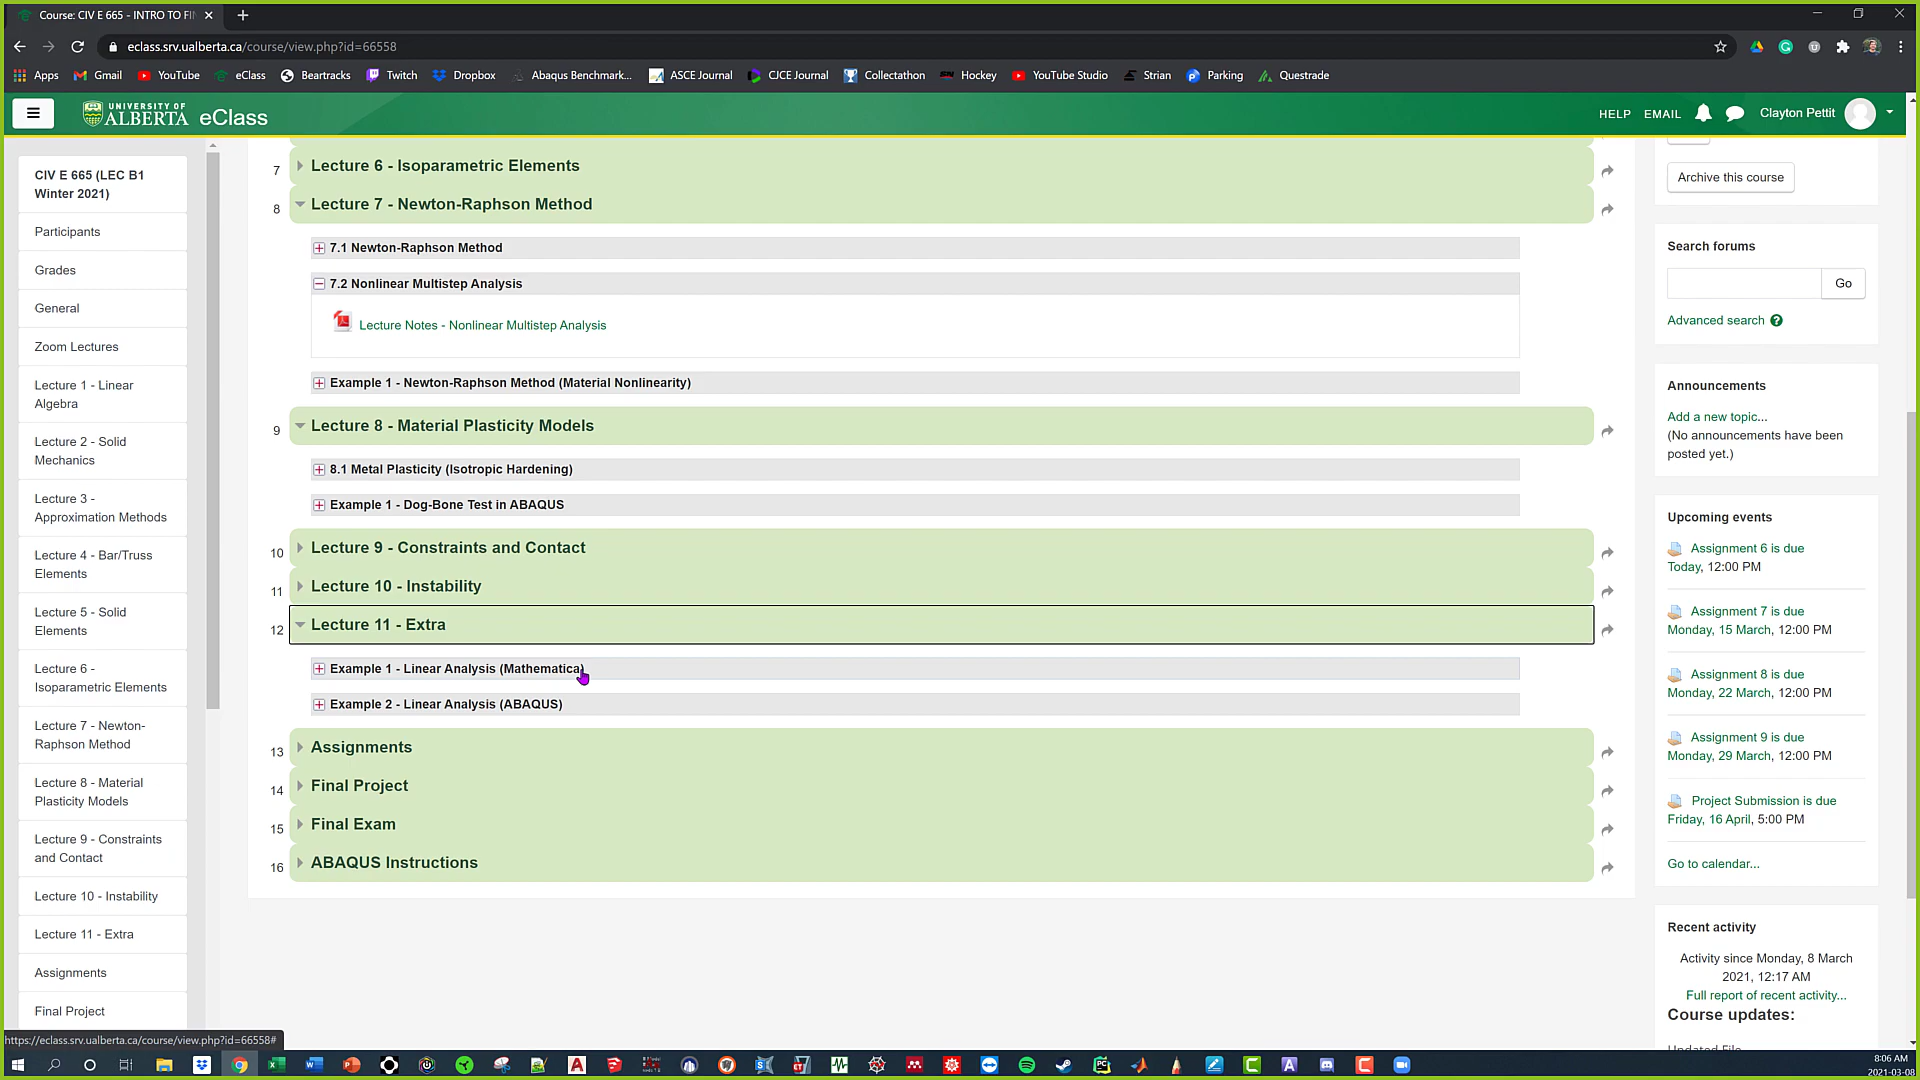 Course: CIV E 665 - INTRO TO FIN
eclass.srv.ualberta.ca/course/view.php?id=66558
Apps
Gmail
YouTube
eClass
Beartracks
Twitch
Dropbox
Abaqus Benchmark...
ASCE Journal
CJCE Journal
Collectathon
Hockey
YouTube Studio
Strian
Parking
Questrade
UNIVERSITY OF
ALBERTA
eClass
HELP
EMAIL
Clayton Pettit
CIV E 665 (LEC B1
Winter 2021)
Participants
Grades
General
Zoom Lectures
Lecture 1 - Linear
Algebra
Lecture 2 - Solid
Mechanics
Lecture 3 -
Approximation Methods
Lecture 4 - Bar/Truss
Elements
Lecture 5 - Solid
Elements
Lecture 6 -
Isoparametric Elements
Lecture 7 - Newton-
Raphson Method
Lecture 8 - Material
Plasticity Models
Lecture 9 - Constraints
and Contact
Lecture 10 - Instability
Lecture 11 - Extra
Assignments
Final Project
7
Lecture 6 - Isoparametric Elements
8
Lecture 7 - Newton-Raphson Method
7.1 Newton-Raphson Method
7.2 Nonlinear Multistep Analysis
Lecture Notes - Nonlinear Multistep Analysis
Example 1 - Newton-Raphson Method (Material Nonlinearity)
9
Lecture 8 - Material Plasticity Models
8.1 Metal Plasticity (Isotropic Hardening)
Example 1 - Dog-Bone Test in ABAQUS
10
Lecture 9 - Constraints and Contact
11
Lecture 10 - Instability
12
Lecture 11 - Extra
Example 1 - Linear Analysis (Mathematica)
Example 2 - Linear Analysis (ABAQUS)
13
Assignments
14
Final Project
15
Final Exam
16
ABAQUS Instructions
Archive this course
Search forums
Go
Advanced search
Announcements
Add a new topic...
(No announcements have been
posted yet.)
Upcoming events
Assignment 6 is due
Today, 12:00 PM
Assignment 7 is due
Monday, 15 March, 12:00 PM
Assignment 8 is due
Monday, 22 March, 12:00 PM
Assignment 9 is due
Monday, 29 March, 12:00 PM
Project Submission is due
Friday, 16 April, 5:00 PM
Go to calendar...
Recent activity
Activity since Monday, 8 March
2021, 12:17 AM
Full report of recent activity...
Course updates:
Updated File
https://eclass.srv.ualberta.ca/course/view.php?id=66558#
8:06 AM
2021-03-08